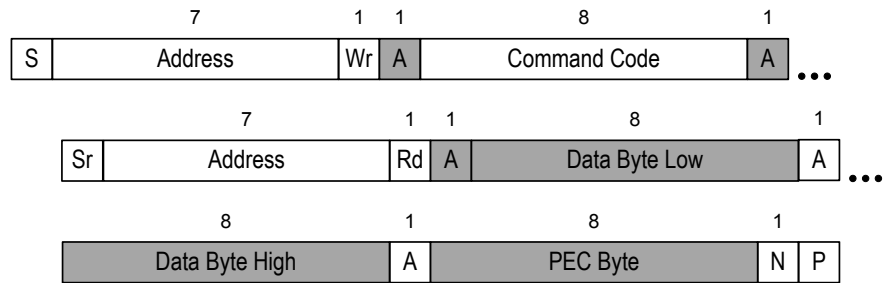 7 1 1 8 1
S Address Wr A Command Code A ...
7 1 1 8 1
Sr Address Rd A Data Byte Low A ...
8 1 8 1
Data Byte High A PEC Byte N P